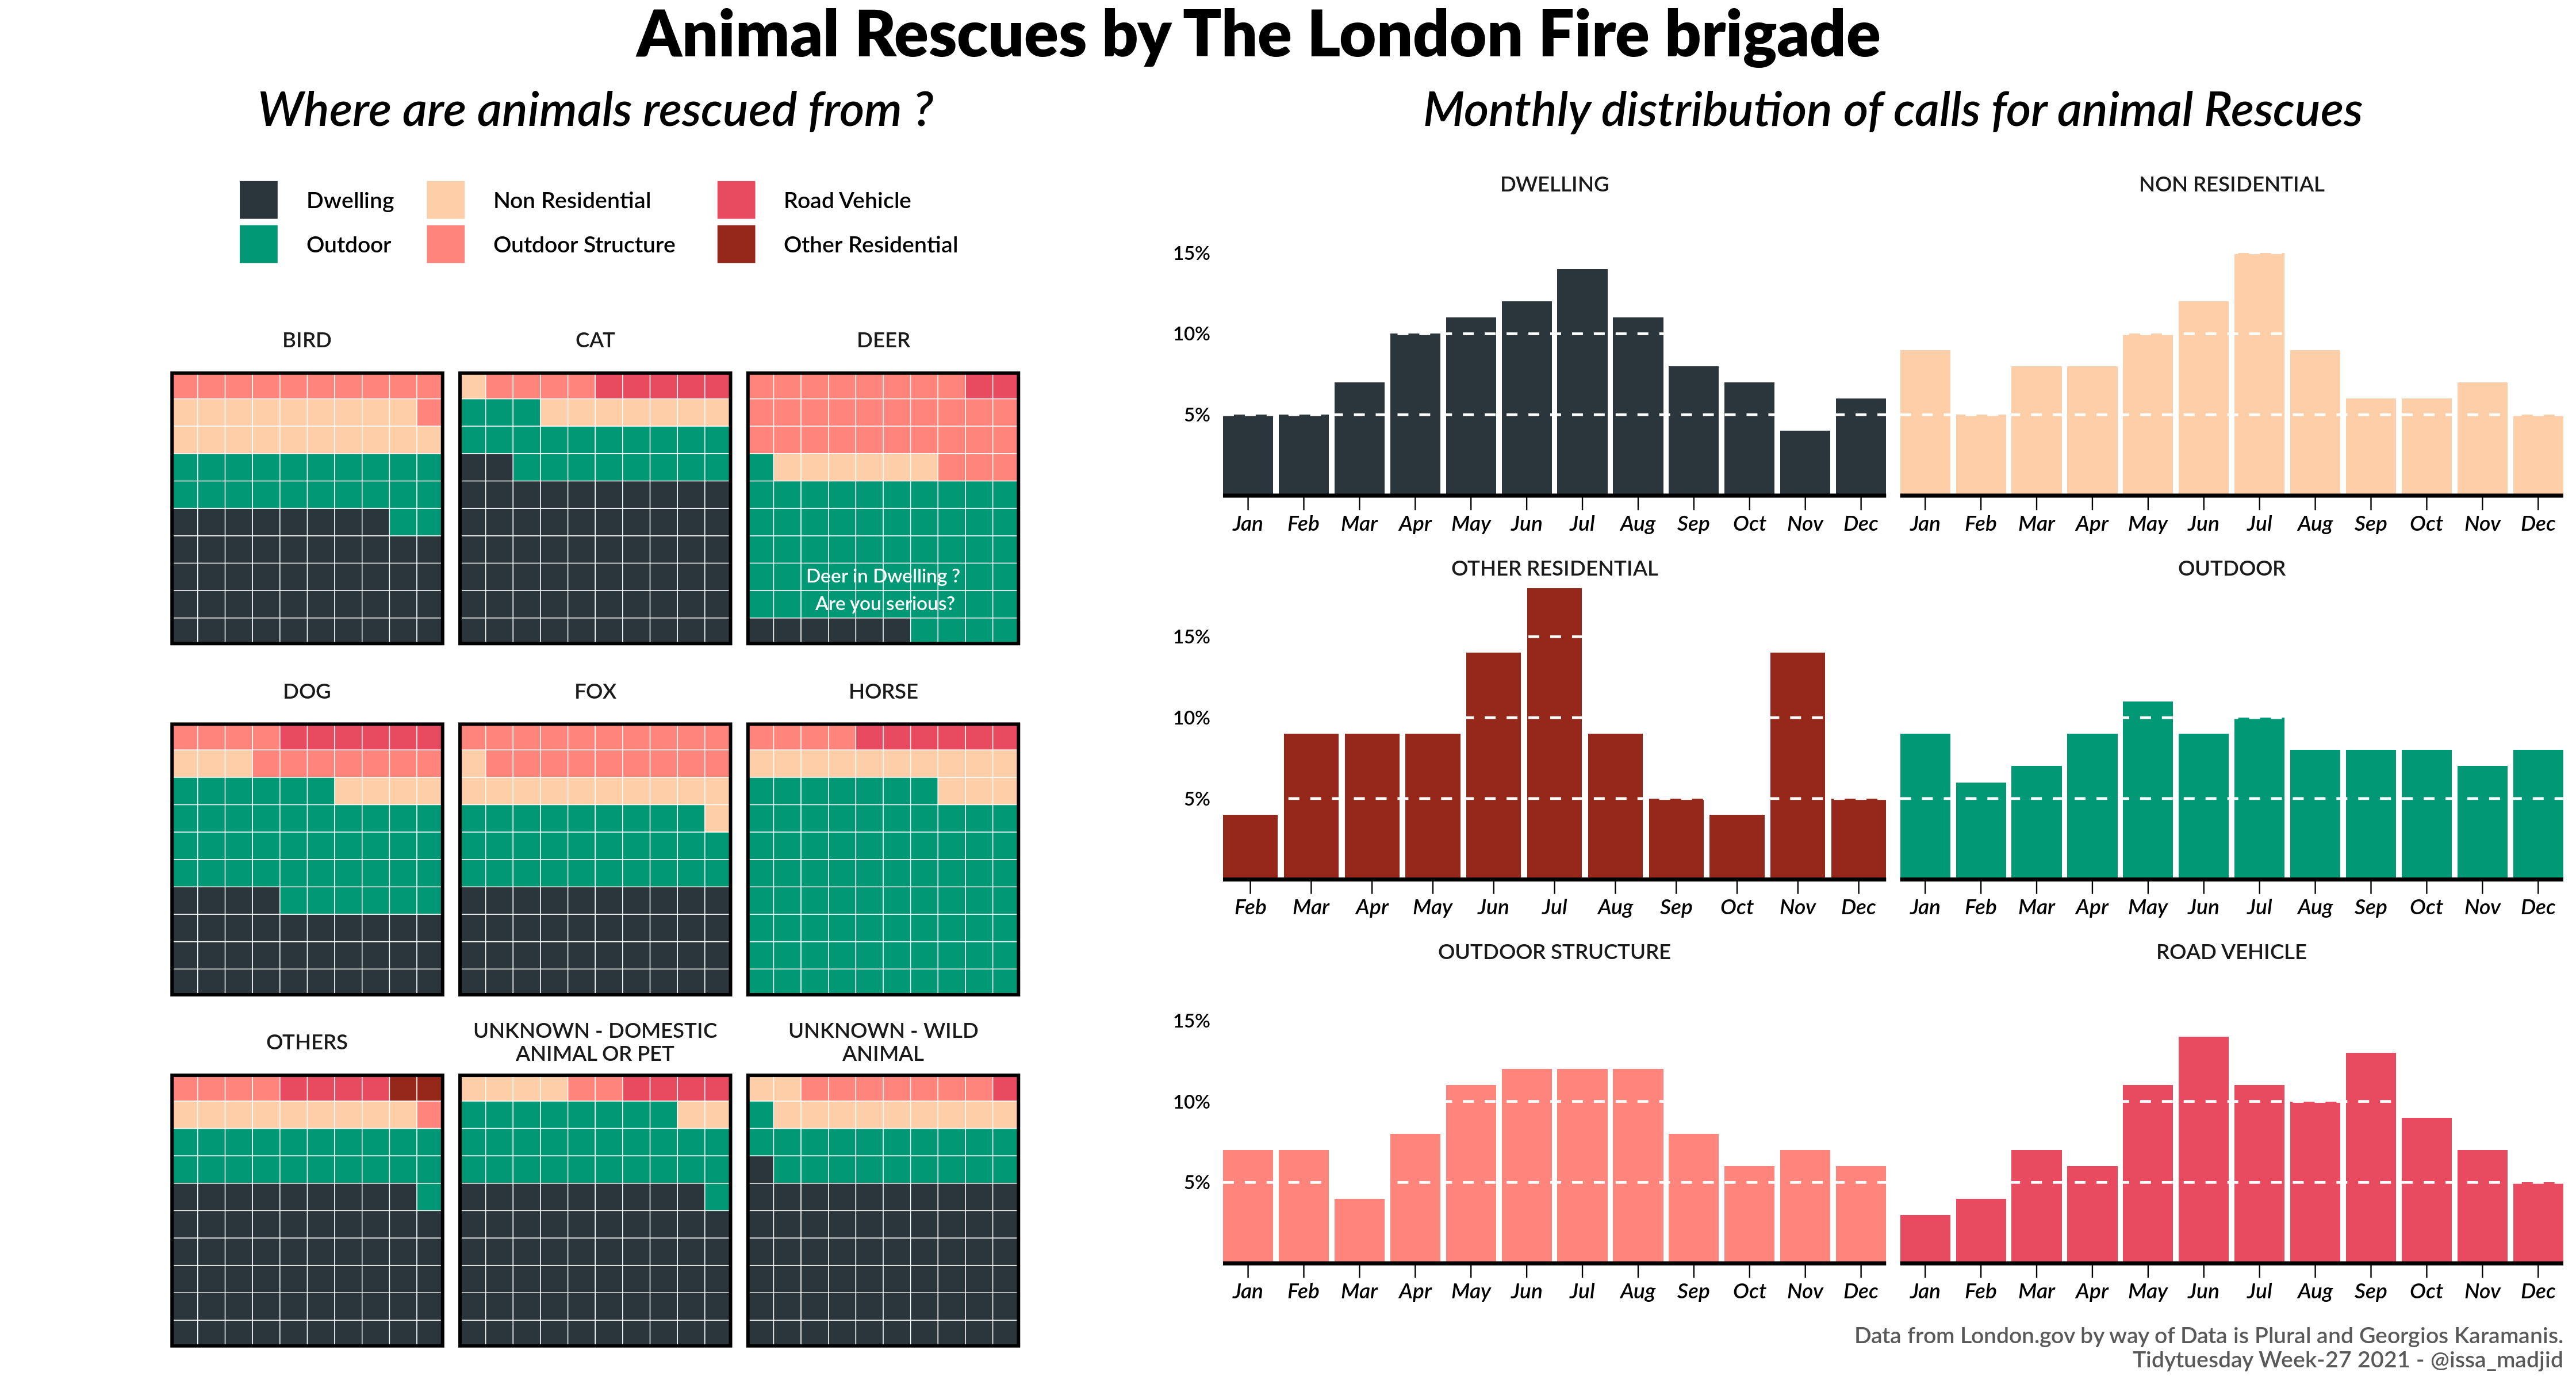 Animal Rescues by The London Fire brigade
Where are animals rescued from ?
Dwelling
Non Residential
Road Vehicle
Outdoor
Outdoor Structure
Other Residential
BIRD
CAT
DEER
Deer in Dwelling ?
Are you serious?
DOG
FOX
HORSE
OTHERS
UNKNOWN - DOMESTIC
ANIMAL OR PET
UNKNOWN - WILD
ANIMAL
Monthly distribution of calls for animal Rescues
DWELLING
15%
10%
5%
Jan Feb Mar Apr May Jun Jul Aug Sep Oct Nov Dec
NON RESIDENTIAL
Jan Feb Mar Apr May Jun Jul Aug Sep Oct Nov Dec
OTHER RESIDENTIAL
15%
10%
5%
Feb Mar Apr May Jun Jul Aug Sep Oct Nov Dec
OUTDOOR
Jan Feb Mar Apr May Jun Jul Aug Sep Oct Nov Dec
OUTDOOR STRUCTURE
15%
10%
5%
Jan Feb Mar Apr May Jun Jul Aug Sep Oct Nov Dec
ROAD VEHICLE
Jan Feb Mar Apr May Jun Jul Aug Sep Oct Nov Dec
Data from London.gov by way of Data is Plural and Georgios Karamanis.
Tidytuesday Week-27 2021 - @issa_madjid